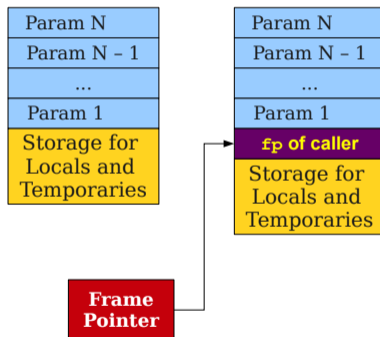 Param N
Param N – 1
...
Param 1
Storage for
Locals and
Temporaries
Param N
Param N – 1
...
Param 1
fp of caller
Storage for
Locals and
Temporaries
Frame
Pointer